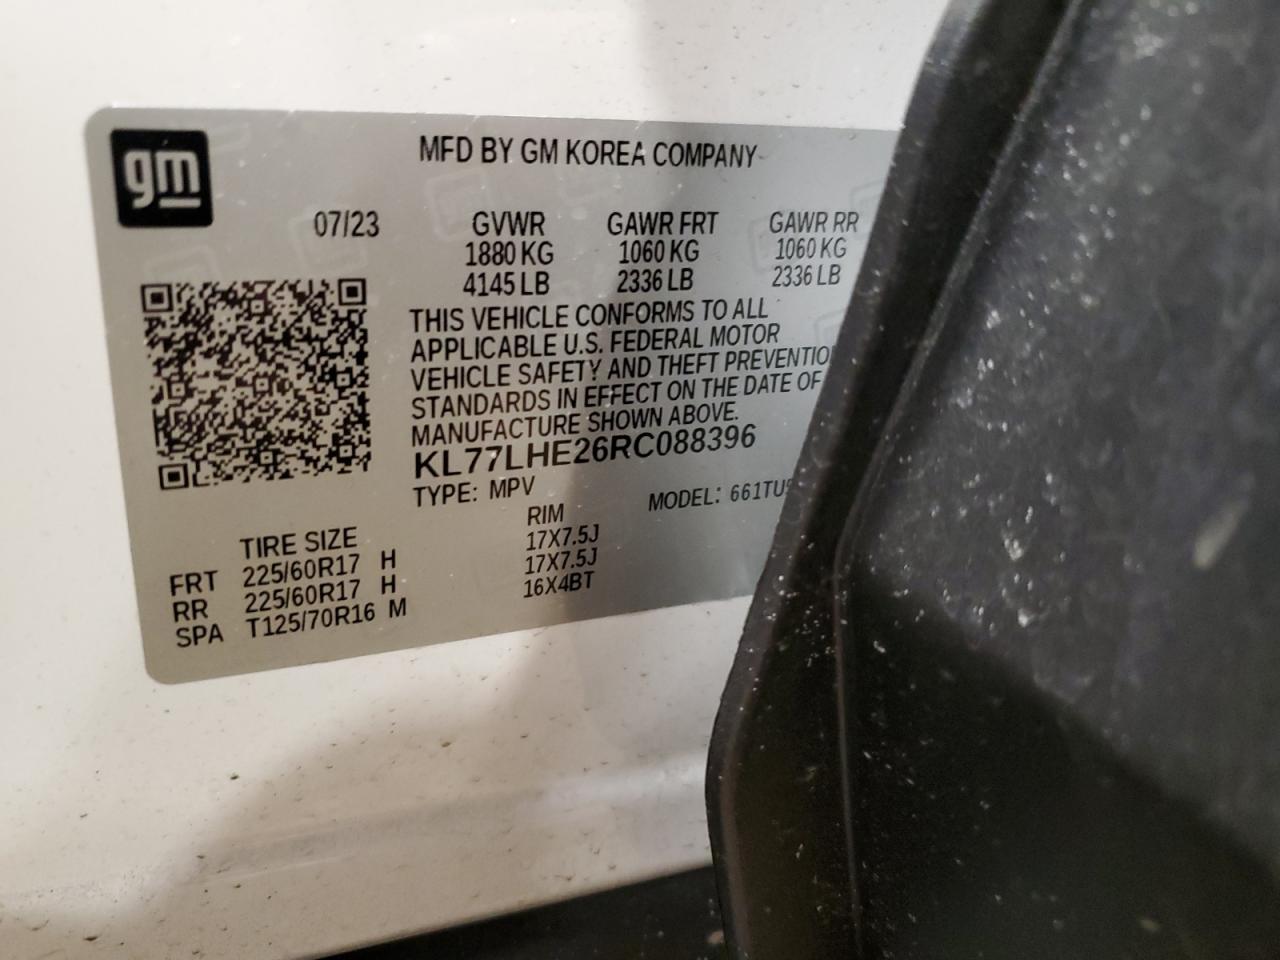 gm
MFD BY GM KOREA COMPANY
07/23 GVWR GAWR FRT GAWR RR
1880 KG 1060 KG 1060 KG
4145 LB 2336 LB 2336 LB
THIS VEHICLE CONFORMS TO ALL
APPLICABLE U.S. FEDERAL MOTOR
VEHICLE SAFETY AND THEFT PREVENTIO
STANDARDS IN EFFECT ON THE DATE OF
MANUFACTURE SHOWN ABOVE.
KL77LHE26RC088396
TYPE: MPV MODEL: 661TU
TIRE SIZE RIM
FRT 225/60R17 H 17X7.5J
RR 225/60R17 H 17X7.5J
SPA T125/70R16 M 16X4BT